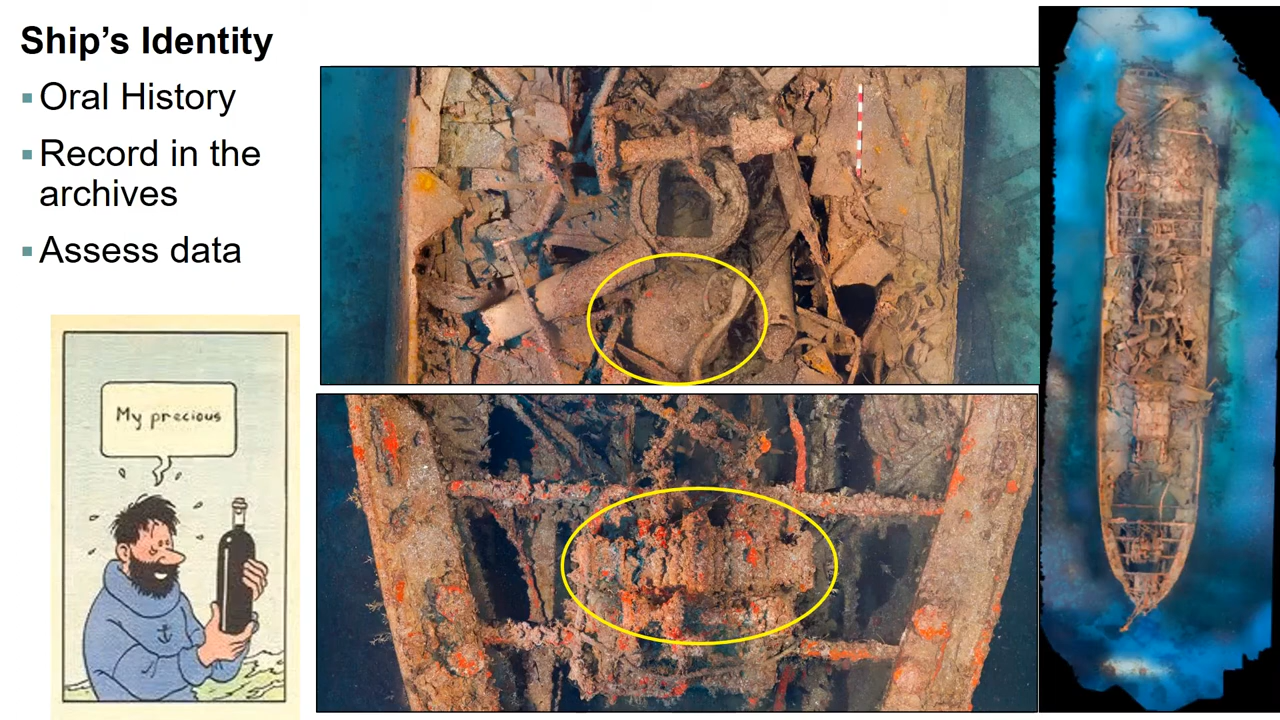 Ship’s Identity
▪ Oral History
▪ Record in the
archives
▪ Assess data
My precious